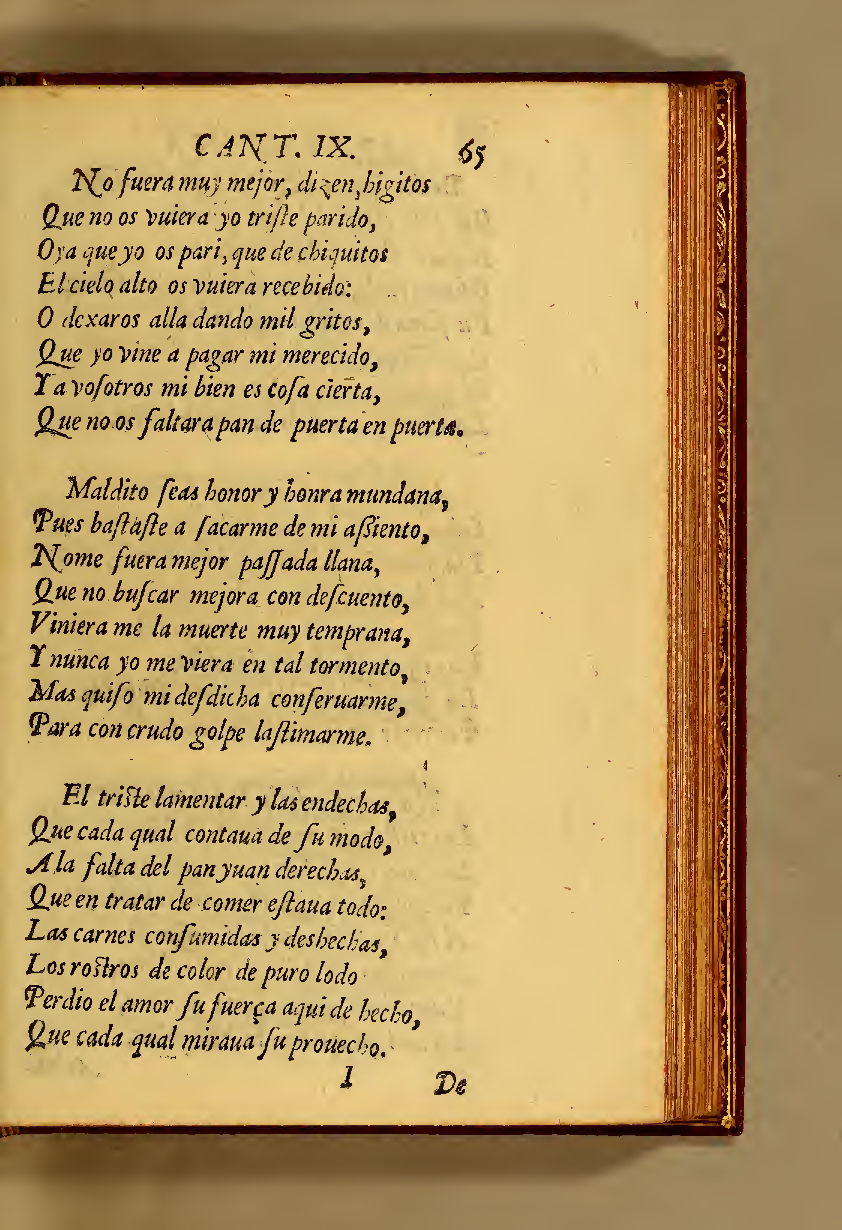 CANT. IX. 65
No fuera muy mejor, dizen, higitos
Que no os vuiera yo triſte parido,
O ya que yo os pari, que de chiquitos
El cielo alto os vuiera recebido:
O dexaros alla dando mil gritos,
Que yo vine a pagar mi merecido,
Y a voſotros mi bien es coſa cierta,
Que no os faltara pan de puerta en puerta.
Maldito ſeas honor y honra mundana,
Pues baſtaſte a ſacarme de mi aſsiento,
No me fuera mejor paſſada llana,
Que no buſcar mejora con deſcuento,
Viniera me la muerte muy temprana,
Y nunca yo me viera en tal tormento,
Mas quiſo mi deſdicha conſeruarme,
Para con crudo golpe laſtimarme.
El triſte lamentar y las endechas,
Que cada qual contaua de ſu modo,
A la falta del pan yuan derechas,
Que en tratar de comer eſtaua todo:
Las carnes conſumidas y deshechas,
Los roſtros de color de puro lodo
Perdio el amor ſu fuerça aqui de hecho,
Que cada qual miraua ſu prouecho.
I De